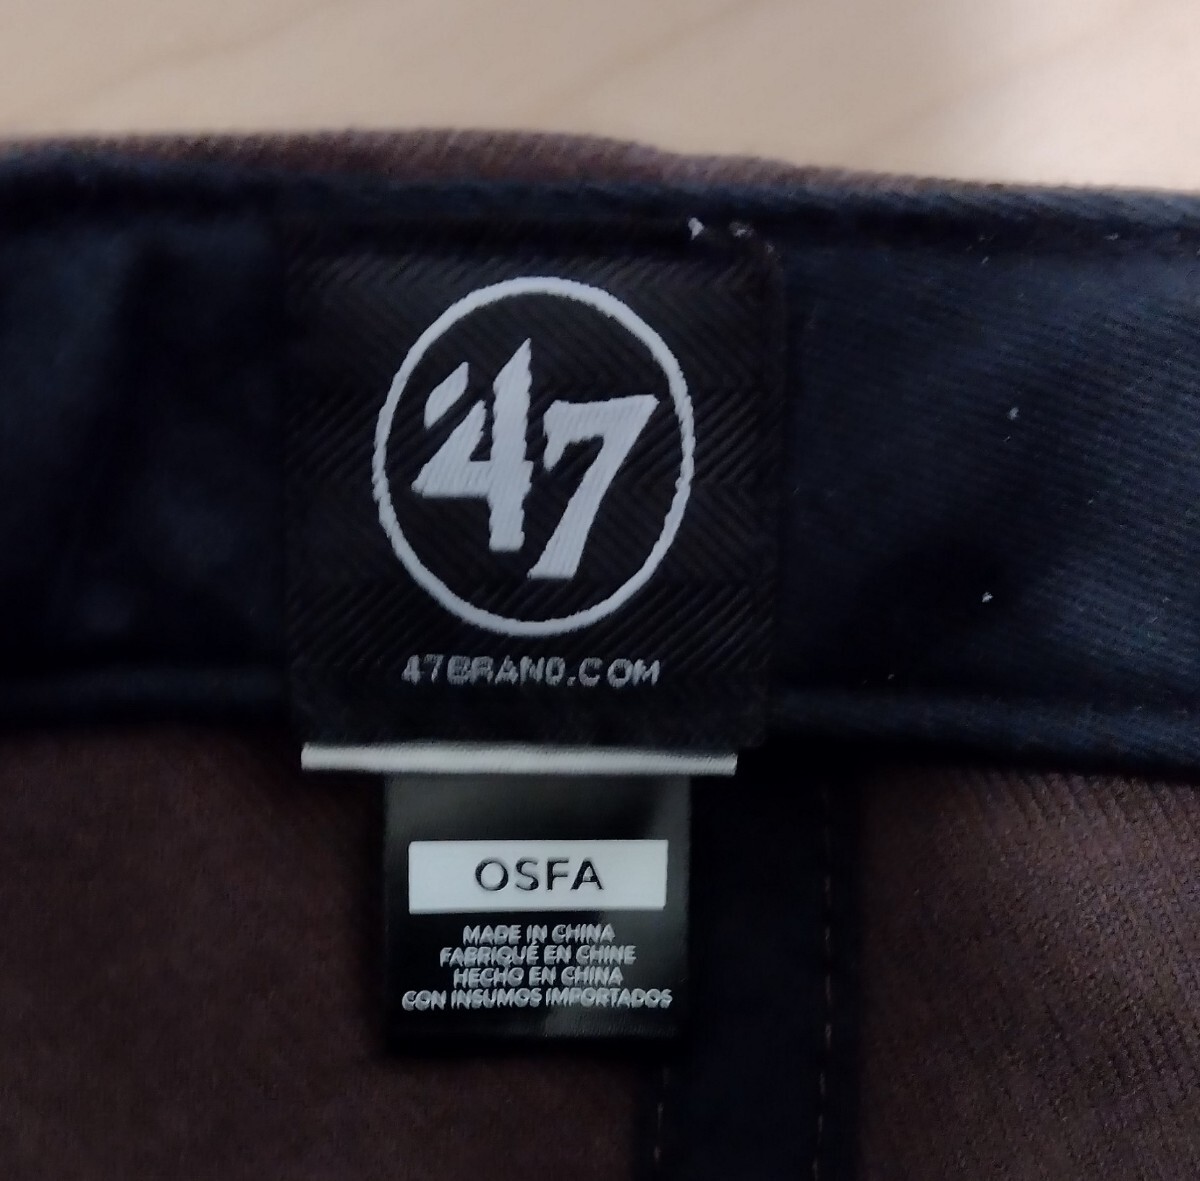 '47
47BRAND.COM
OSFA
MADE IN CHINA
FABRIQUÉ EN CHINE
HECHO EN CHINA
CON INSUMOS IMPORTADOS